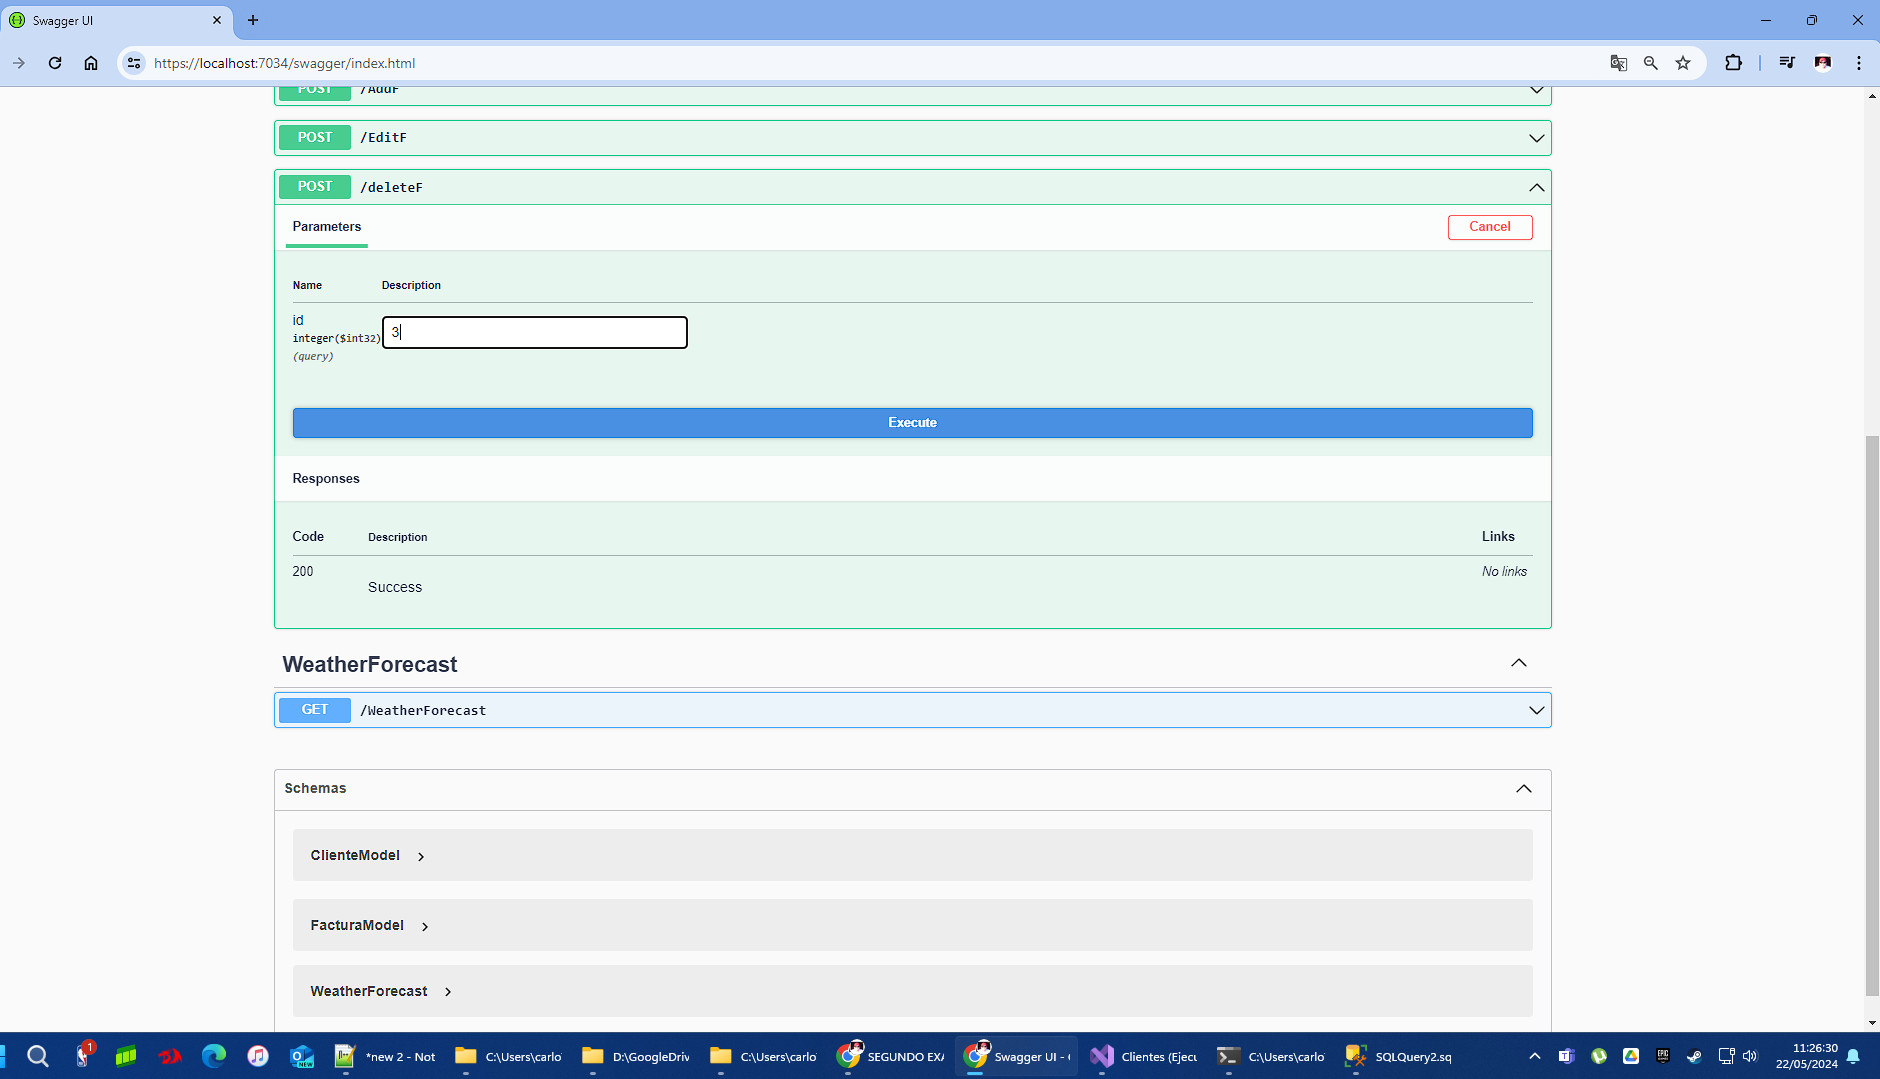 Swagger UI
https://localhost:7034/swagger/index.html
POST /AddF
POST /EditF
POST /deleteF
Parameters
Cancel
Name Description
id
integer($int32)
(query)
3
Execute
Responses
Code Description Links
200 Success No links
WeatherForecast
GET /WeatherForecast
Schemas
ClienteModel
FacturaModel
WeatherForecast
1 NEW *new 2 - Not C:\Users\carlo D:\GoogleDriv C:\Users\carlo SEGUNDO EXA Swagger UI - Clientes (Ejecu C:\Users\carlo SQLQuery2.sq EPIC 11:26:30
22/05/2024